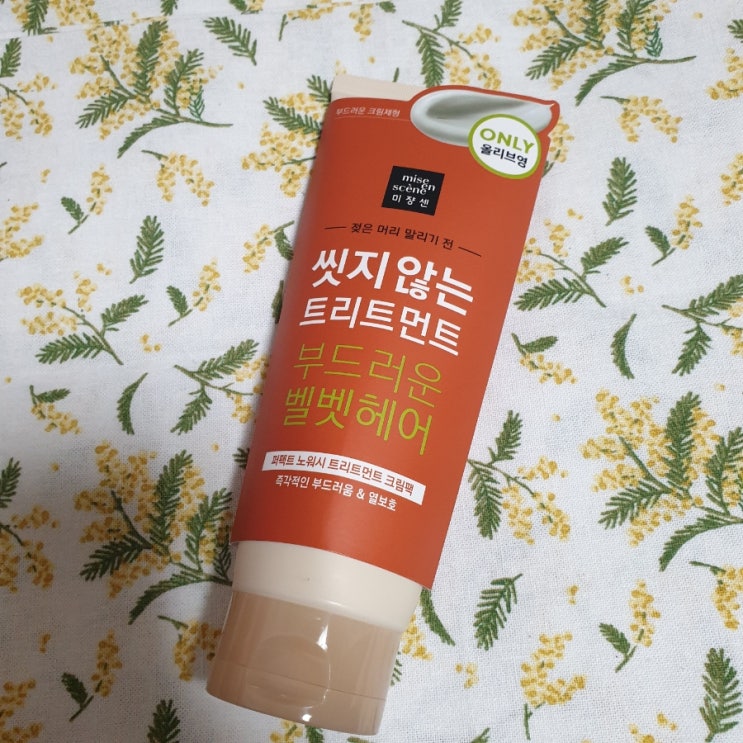 부드러운 크림제형
ONLY
올리브영
mise
en
scène
미쟝센
젖은 머리 말리기 전
씻지 않는
트리트먼트
부드러운
벨벳헤어
퍼펙트 노워시 트리트먼트 크림팩
즉각적인 부드러움 & 열보호